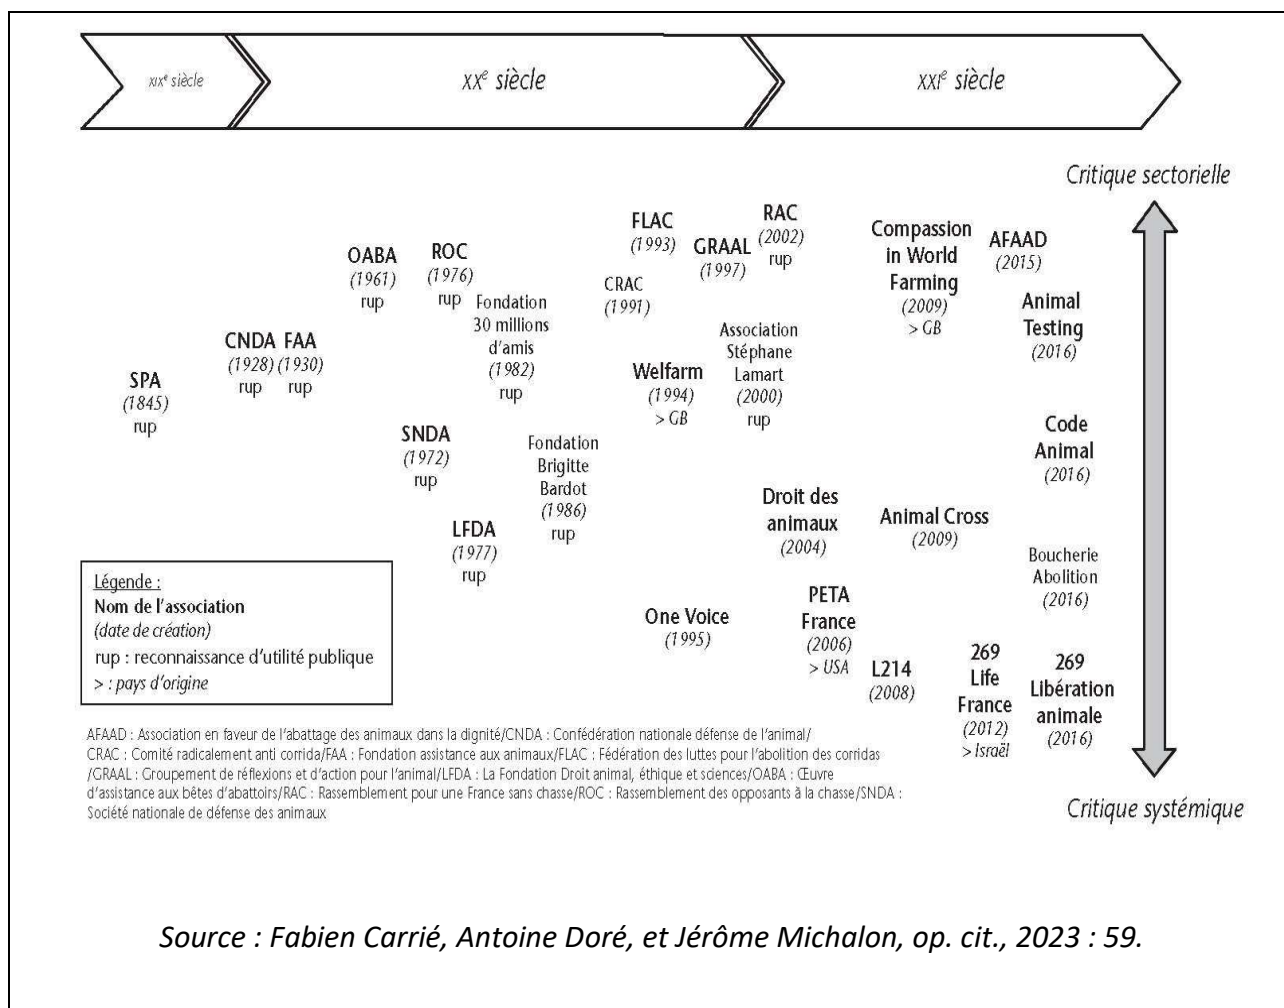 XIXe siècle
XXe siècle
XXIe siècle
Critique sectorielle
SPA
(1845)
rup
CNDA
(1928)
rup
FAA
(1930)
rup
OABA
(1961)
rup
ROC
(1976)
rup
Fondation
30 millions
d'amis
(1982)
rup
SNDA
(1972)
rup
LFDA
(1977)
rup
Fondation
Brigitte
Bardot
(1986)
rup
FLAC
(1993)
CRAC
(1991)
GRAAL
(1997)
RAC
(2002)
rup
Welfarm
(1994)
> GB
Association
Stéphane
Lamart
(2000)
rup
One Voice
(1995)
Droit des
animaux
(2004)
PETA
France
(2006)
> USA
L214
(2008)
Compassion
in World
Farming
(2009)
> GB
AFAAD
(2015)
Animal
Testing
(2016)
Code
Animal
(2016)
Animal Cross
(2009)
Boucherie
Abolition
(2016)
269
Life
France
(2012)
> Israël
269
Libération
animale
(2016)
Critique systémique
Légende :
Nom de l'association
(date de création)
rup : reconnaissance d'utilité publique
> : pays d'origine
AFAAD : Association en faveur de l'abattage des animaux dans la dignité/CNDA : Confédération nationale défense de l'animal/
CRAC : Comité radicalement anti corrida/FAA : Fondation assistance aux animaux/FLAC : Fédération des luttes pour l'abolition des corridas
/GRAAL : Groupement de réflexions et d'action pour l'animal/LFDA : La Fondation Droit animal, éthique et sciences/OABA : Œuvre
d'assistance aux bêtes d'abattoirs/RAC : Rassemblement pour une France sans chasse/ROC : Rassemblement des opposants à la chasse/SNDA :
Société nationale de défense des animaux
Source : Fabien Carrié, Antoine Doré, et Jérôme Michalon, op. cit., 2023 : 59.